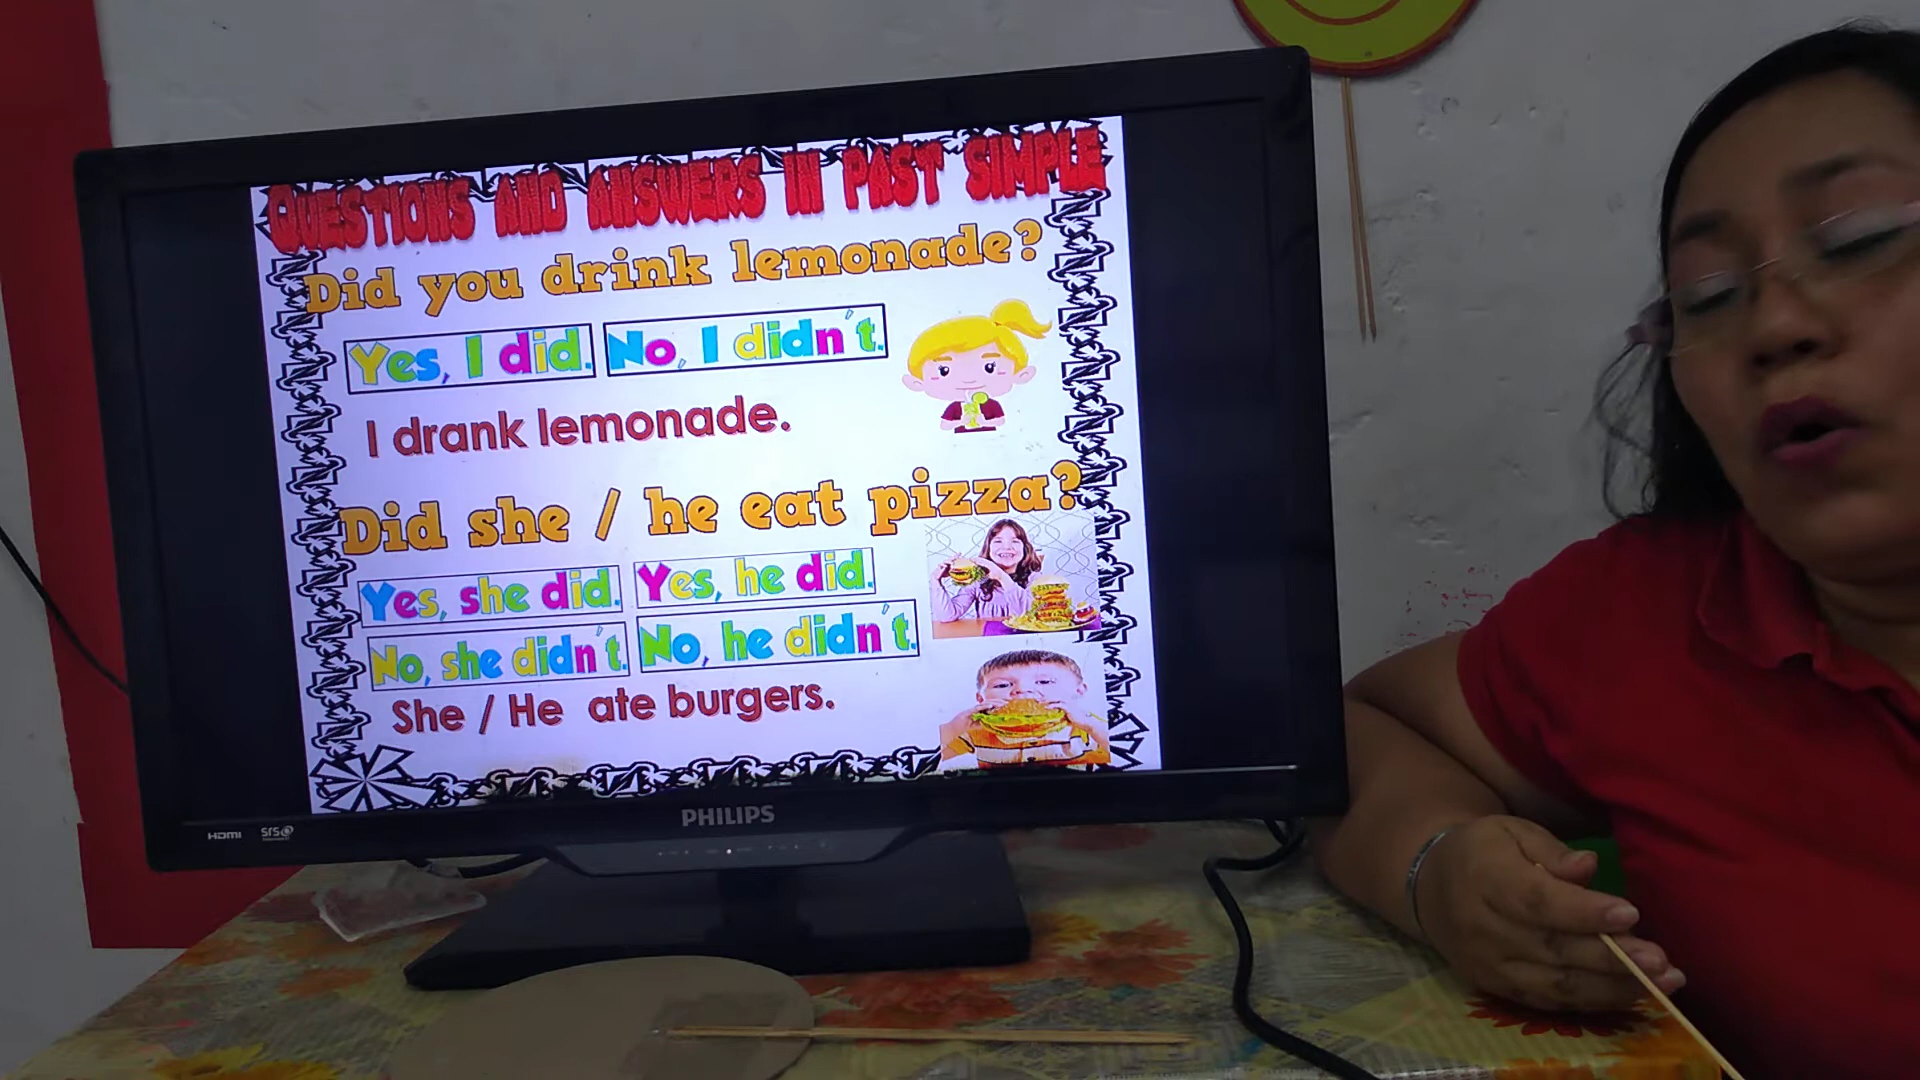 QUESTIONS AND ANSWERS IN PAST SIMPLE
Did you drink lemonade?
Yes, I did. No, I didn't.
I drank lemonade.
Did she / he eat pizza?
Yes, she did. Yes, he did.
No, she didn't. No, he didn't.
She / He ate burgers.
HDMI SRS
PHILIPS